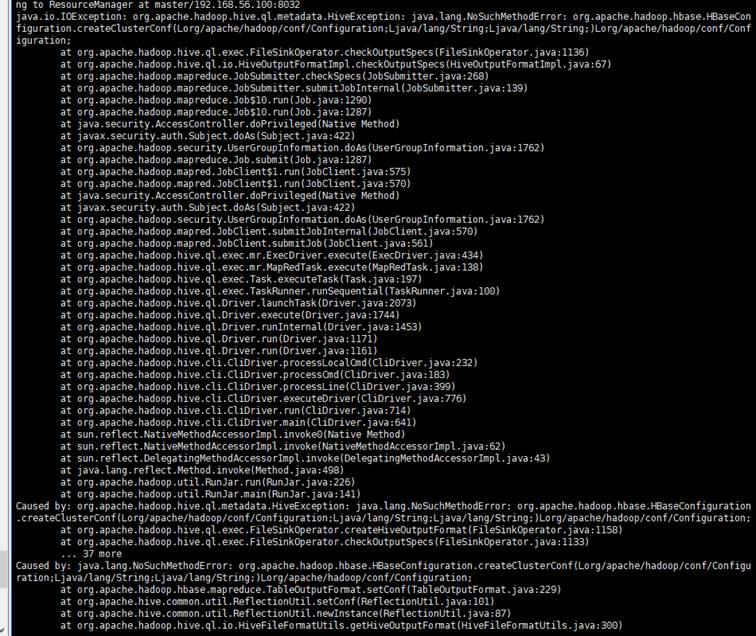 ng to ResourceManager at master/192.168.56.100:8032
java.io.IOException: org.apache.hadoop.hive.ql.metadata.HiveException: java.lang.NoSuchMethodError: org.apache.hadoop.hbase.HBaseCon
figuration.createClusterConf(Lorg/apache/hadoop/conf/Configuration;Ljava/lang/String;Ljava/lang/String;)Lorg/apache/hadoop/conf/Conf
iguration;
at org.apache.hadoop.hive.ql.exec.FileSinkOperator.checkOutputSpecs(FileSinkOperator.java:1136)
at org.apache.hadoop.hive.ql.io.HiveOutputFormatImpl.checkOutputSpecs(HiveOutputFormatImpl.java:67)
at org.apache.hadoop.mapreduce.JobSubmitter.checkSpecs(JobSubmitter.java:268)
at org.apache.hadoop.mapreduce.JobSubmitter.submitJobInternal(JobSubmitter.java:139)
at org.apache.hadoop.mapreduce.Job$10.run(Job.java:1290)
at org.apache.hadoop.mapreduce.Job$10.run(Job.java:1287)
at java.security.AccessController.doPrivileged(Native Method)
at javax.security.auth.Subject.doAs(Subject.java:422)
at org.apache.hadoop.security.UserGroupInformation.doAs(UserGroupInformation.java:1762)
at org.apache.hadoop.mapreduce.Job.submit(Job.java:1287)
at org.apache.hadoop.mapred.JobClient$1.run(JobClient.java:575)
at org.apache.hadoop.mapred.JobClient$1.run(JobClient.java:570)
at java.security.AccessController.doPrivileged(Native Method)
at javax.security.auth.Subject.doAs(Subject.java:422)
at org.apache.hadoop.security.UserGroupInformation.doAs(UserGroupInformation.java:1762)
at org.apache.hadoop.mapred.JobClient.submitJobInternal(JobClient.java:570)
at org.apache.hadoop.mapred.JobClient.submitJob(JobClient.java:561)
at org.apache.hadoop.hive.ql.exec.mr.ExecDriver.execute(ExecDriver.java:434)
at org.apache.hadoop.hive.ql.exec.mr.MapRedTask.execute(MapRedTask.java:138)
at org.apache.hadoop.hive.ql.exec.Task.executeTask(Task.java:197)
at org.apache.hadoop.hive.ql.exec.TaskRunner.runSequential(TaskRunner.java:100)
at org.apache.hadoop.hive.ql.Driver.launchTask(Driver.java:2073)
at org.apache.hadoop.hive.ql.Driver.execute(Driver.java:1744)
at org.apache.hadoop.hive.ql.Driver.runInternal(Driver.java:1453)
at org.apache.hadoop.hive.ql.Driver.run(Driver.java:1171)
at org.apache.hadoop.hive.ql.Driver.run(Driver.java:1161)
at org.apache.hadoop.hive.cli.CliDriver.processLocalCmd(CliDriver.java:232)
at org.apache.hadoop.hive.cli.CliDriver.processCmd(CliDriver.java:183)
at org.apache.hadoop.hive.cli.CliDriver.processLine(CliDriver.java:399)
at org.apache.hadoop.hive.cli.CliDriver.executeDriver(CliDriver.java:776)
at org.apache.hadoop.hive.cli.CliDriver.run(CliDriver.java:714)
at org.apache.hadoop.hive.cli.CliDriver.main(CliDriver.java:641)
at sun.reflect.NativeMethodAccessorImpl.invoke0(Native Method)
at sun.reflect.NativeMethodAccessorImpl.invoke(NativeMethodAccessorImpl.java:62)
at sun.reflect.DelegatingMethodAccessorImpl.invoke(DelegatingMethodAccessorImpl.java:43)
at java.lang.reflect.Method.invoke(Method.java:498)
at org.apache.hadoop.util.RunJar.run(RunJar.java:226)
at org.apache.hadoop.util.RunJar.main(RunJar.java:141)
Caused by: org.apache.hadoop.hive.ql.metadata.HiveException: java.lang.NoSuchMethodError: org.apache.hadoop.hbase.HBaseConfiguration
.createClusterConf(Lorg/apache/hadoop/conf/Configuration;Ljava/lang/String;Ljava/lang/String;)Lorg/apache/hadoop/conf/Configuration;
at org.apache.hadoop.hive.ql.exec.FileSinkOperator.createHiveOutputFormat(FileSinkOperator.java:1158)
at org.apache.hadoop.hive.ql.exec.FileSinkOperator.checkOutputSpecs(FileSinkOperator.java:1133)
... 37 more
Caused by: java.lang.NoSuchMethodError: org.apache.hadoop.hbase.HBaseConfiguration.createClusterConf(Lorg/apache/hadoop/conf/Configu
ration;Ljava/lang/String;Ljava/lang/String;)Lorg/apache/hadoop/conf/Configuration;
at org.apache.hadoop.hbase.mapreduce.TableOutputFormat.setConf(TableOutputFormat.java:229)
at org.apache.hive.common.util.ReflectionUtil.setConf(ReflectionUtil.java:101)
at org.apache.hive.common.util.ReflectionUtil.newInstance(ReflectionUtil.java:87)
at org.apache.hadoop.hive.ql.io.HiveFileFormatUtils.getHiveOutputFormat(HiveFileFormatUtils.java:300)